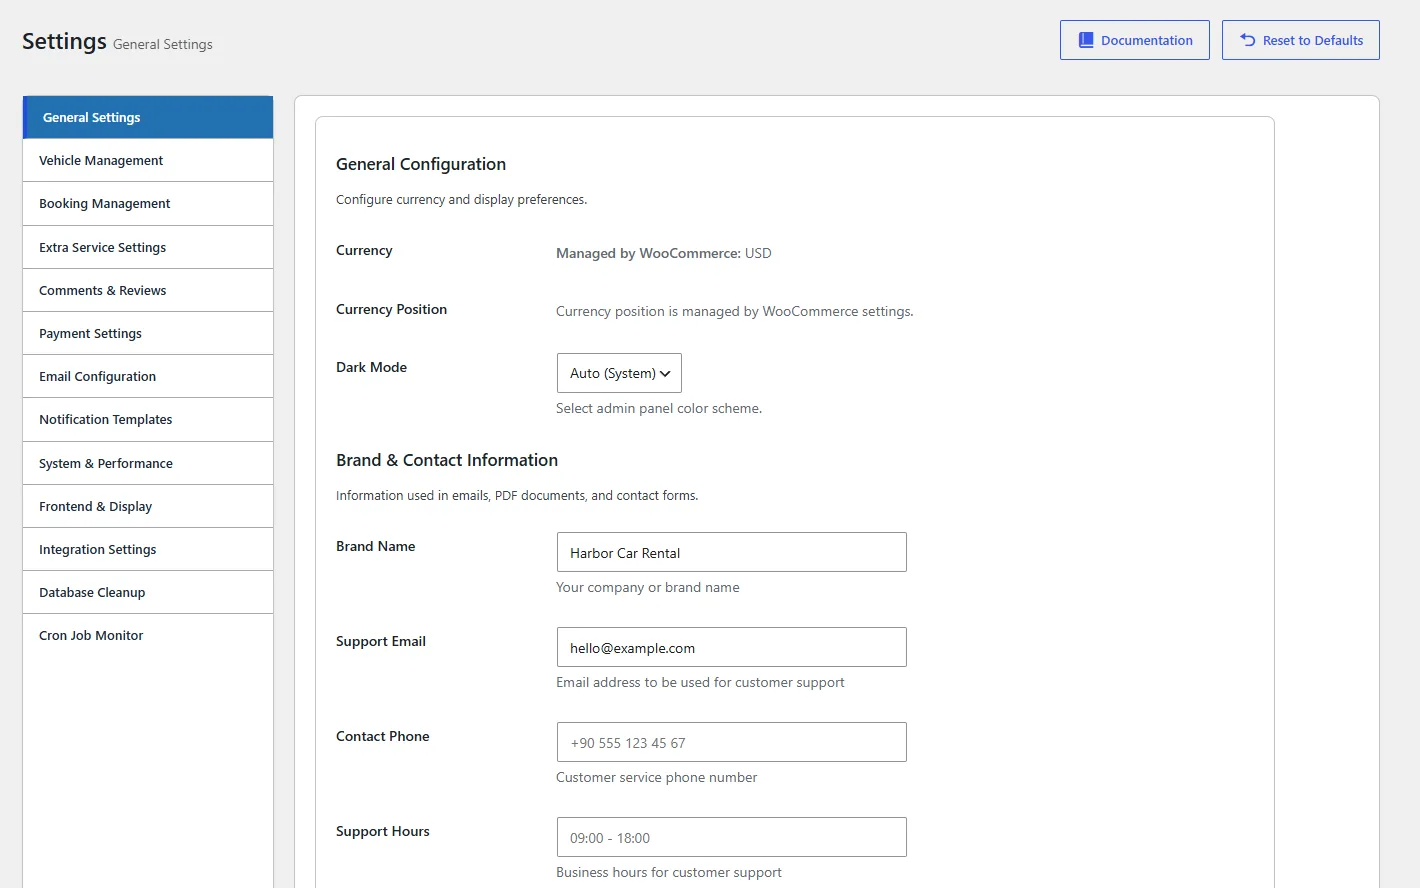 Settings General Settings
Documentation
Reset to Defaults
General Settings
Vehicle Management
Booking Management
Extra Service Settings
Comments & Reviews
Payment Settings
Email Configuration
Notification Templates
System & Performance
Frontend & Display
Integration Settings
Database Cleanup
Cron Job Monitor
General Configuration
Configure currency and display preferences.
Currency
Managed by WooCommerce: USD
Currency Position
Currency position is managed by WooCommerce settings.
Dark Mode
Auto (System)
Select admin panel color scheme.
Brand & Contact Information
Information used in emails, PDF documents, and contact forms.
Brand Name
Harbor Car Rental
Your company or brand name
Support Email
hello@example.com
Email address to be used for customer support
Contact Phone
+90 555 123 45 67
Customer service phone number
Support Hours
09:00 - 18:00
Business hours for customer support